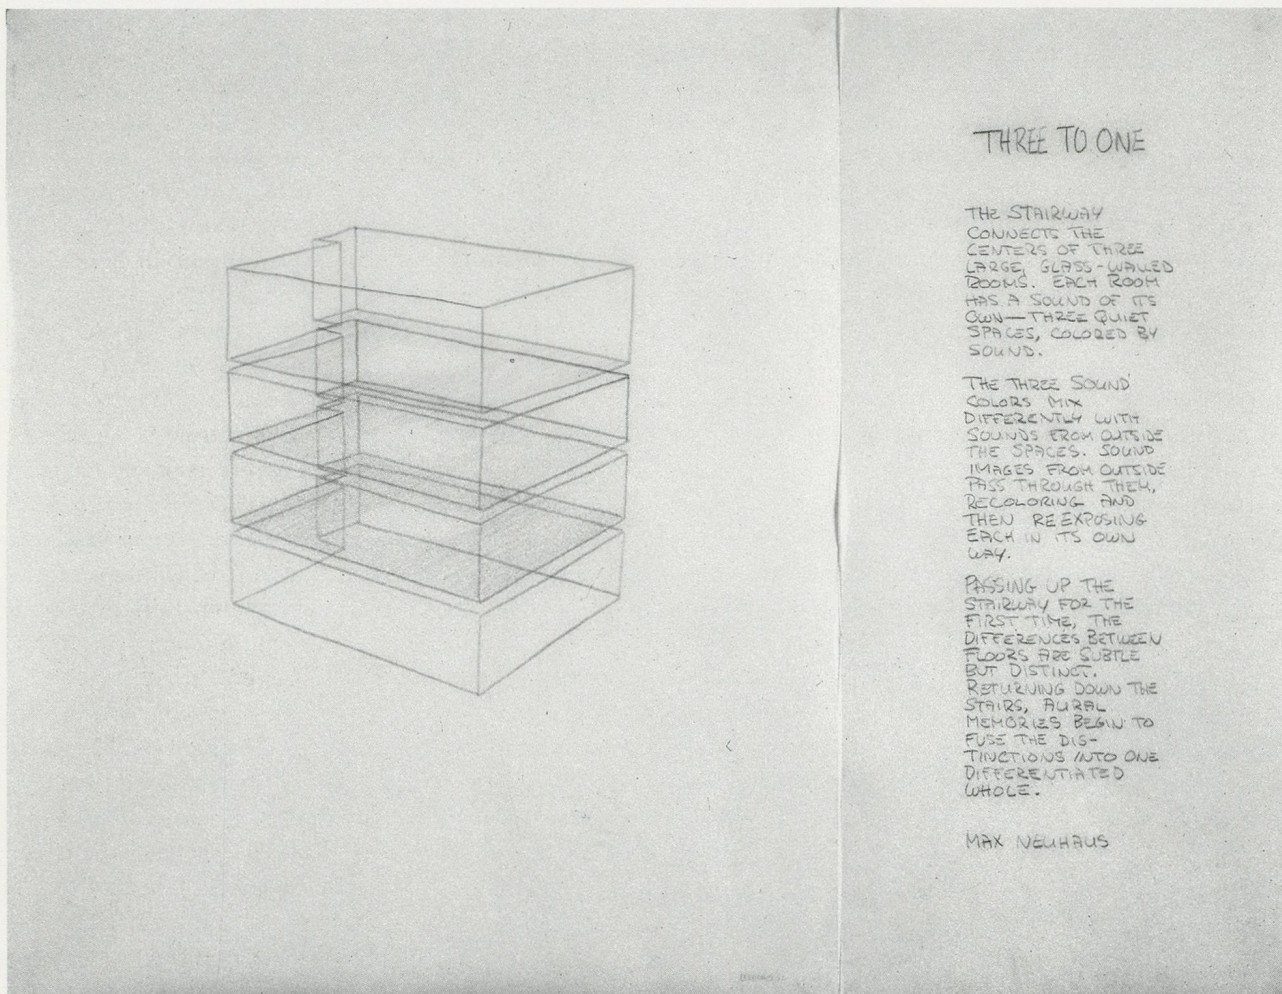 THREE TO ONE
THE STAIRWAY
CONNECTS THE
CENTERS OF THREE
LARGE, GLASS-WALLED
ROOMS. EACH ROOM
HAS A SOUND OF ITS
OWN—THREE QUIET
SPACES, COLORED BY
SOUND.
THE THREE SOUND
COLORS MIX
DIFFERENTLY WITH
SOUNDS FROM OUTSIDE
THE SPACES. SOUND
IMAGES FROM OUTSIDE
PASS THROUGH THEM,
RECOLORING AND
THEN REEXPOSING
EACH IN ITS OWN
WAY.
PASSING UP THE
STAIRWAY FOR THE
FIRST TIME, THE
DIFFERENCES BETWEEN
FLOORS ARE SUBTLE
BUT DISTINCT.
RETURNING DOWN THE
STAIRS, AURAL
MEMORIES BEGIN TO
FUSE THE DIS-
TINCTIONS INTO ONE
DIFFERENTIATED
WHOLE.
MAX NEUHAUS